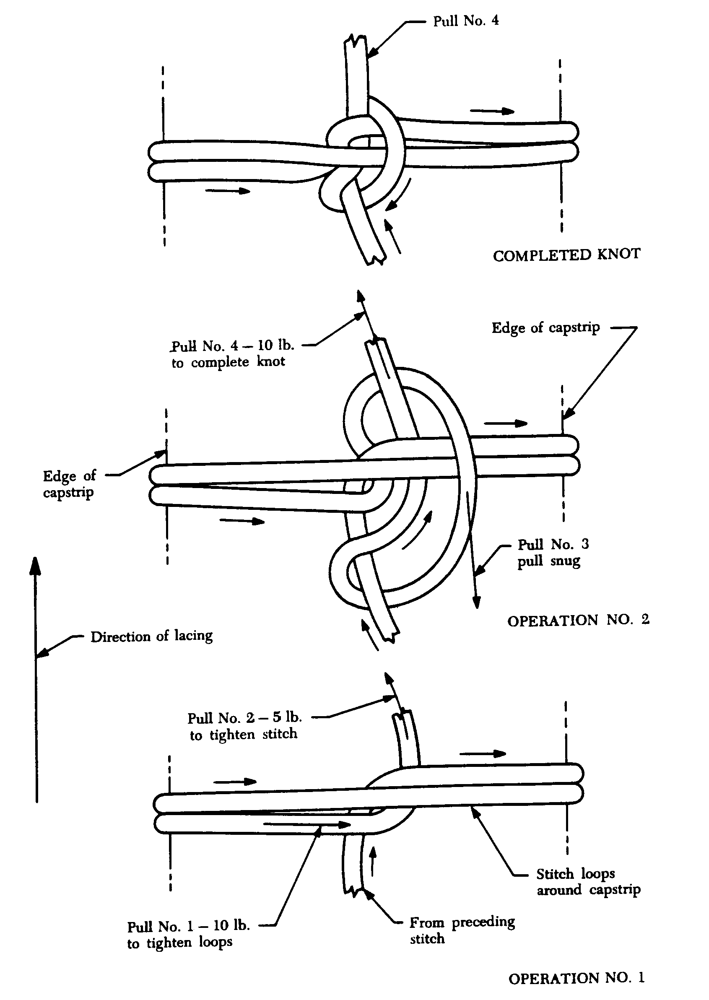 Pull No. 4
COMPLETED KNOT
Pull No. 4 – 10 lb.
to complete knot
Edge of capstrip
Edge of
capstrip
Pull No. 3
pull snug
OPERATION NO. 2
Direction of lacing
Pull No. 2 – 5 lb.
to tighten stitch
Stitch loops
around capstrip
Pull No. 1 – 10 lb.
to tighten loops
From preceding
stitch
OPERATION NO. 1